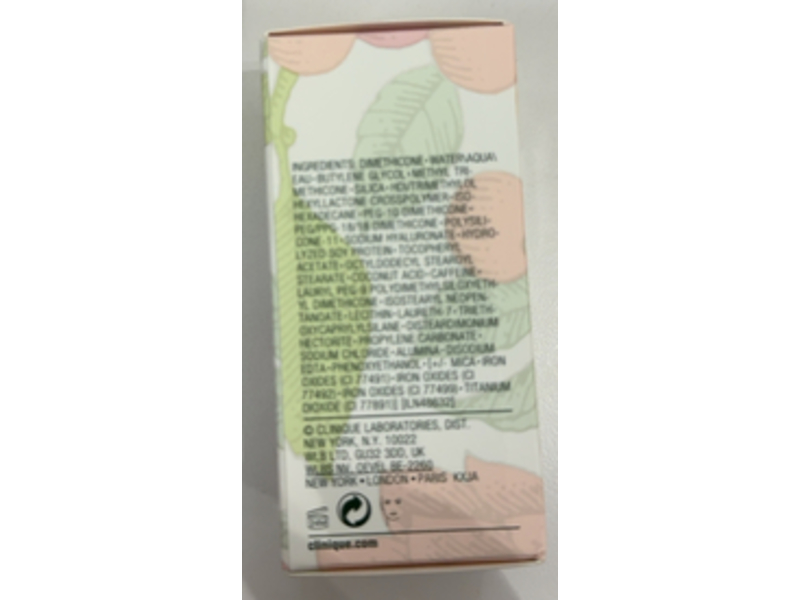 INGREDIENTS: DIMETHICONE•WATER\AQUA\
EAU•BUTYLENE GLYCOL•METHYL TRI-
METHICONE•SILICA•HDI/TRIMETHYLOL
HEXYLLACTONE CROSSPOLYMER•ISO-
HEXADECANE•PEG-10 DIMETHICONE•
PEG/PPG-18/18 DIMETHICONE•POLYSILI-
CONE-11•SODIUM HYALURONATE•HYDRO-
LYZED SOY PROTEIN•TOCOPHERYL
ACETATE•OCTYLDODECYL STEAROYL
STEARATE•COCONUT ACID•CAFFEINE•
LAURYL PEG-9 POLYDIMETHYLSILOXYETH-
YL DIMETHICONE•ISOSTEARYL NEOPEN-
TANOATE•LECITHIN•LAURETH-7•TRIETH-
OXYCAPRYLYLSILANE•DISTEARDIMONIUM
HECTORITE•PROPYLENE CARBONATE•
SODIUM CHLORIDE•ALUMINA•DISODIUM
EDTA•PHENOXYETHANOL•[+/- MICA•IRON
OXIDES (CI 77491)•IRON OXIDES (CI
77492)•IRON OXIDES (CI 77499)•TITANIUM
DIOXIDE (CI 77891)] [ILN48632]
© CLINIQUE LABORATORIES, DIST.
NEW YORK, N.Y. 10022
WLB LTD, GU32 3DD, UK
NV, OEVEL BE-2260
NEW YORK • LONDON • PARIS
clinique.com